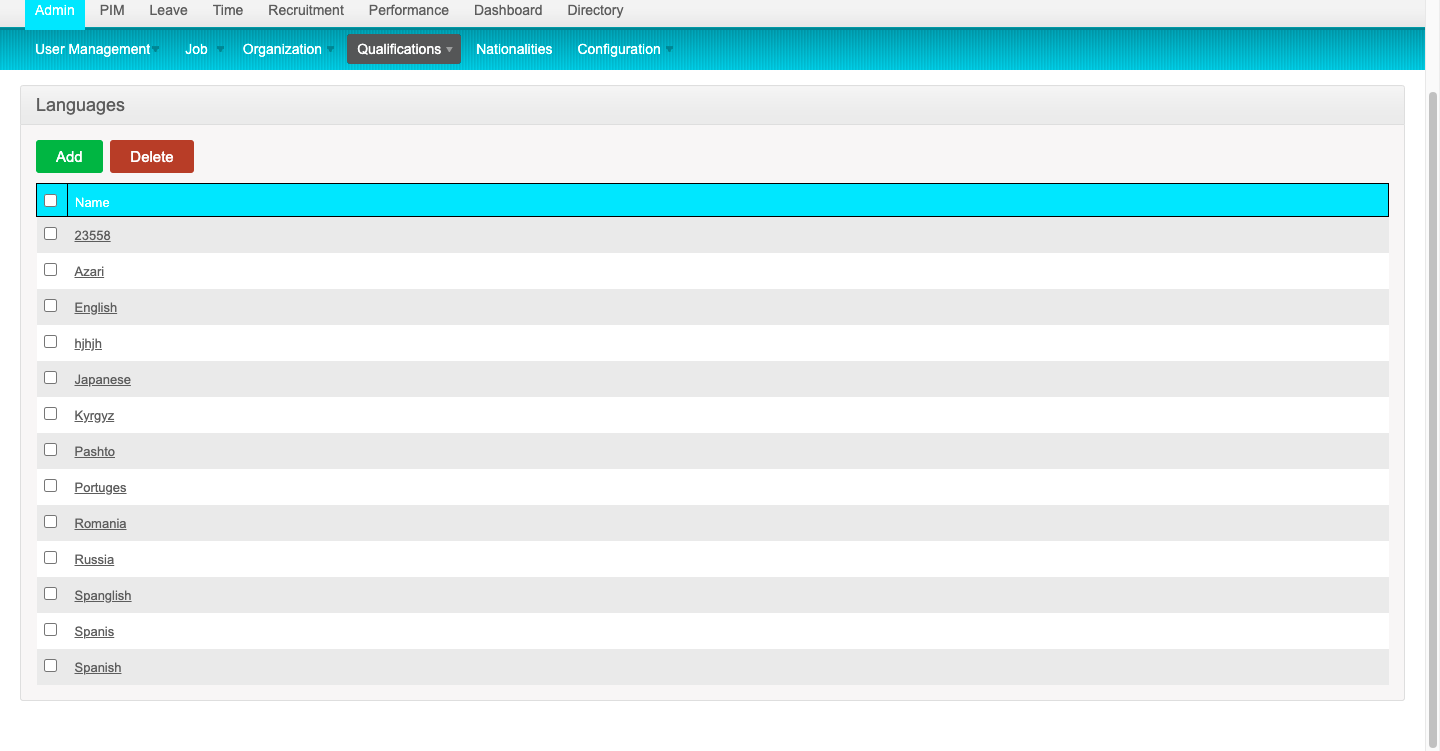 Admin PIM Leave Time Recruitment Performance Dashboard Directory
User Management Job Organization Qualifications Nationalities Configuration
Languages
Add Delete
Name
23558
Azari
English
hjhjh
Japanese
Kyrgyz
Pashto
Portuges
Romania
Russia
Spanglish
Spanis
Spanish